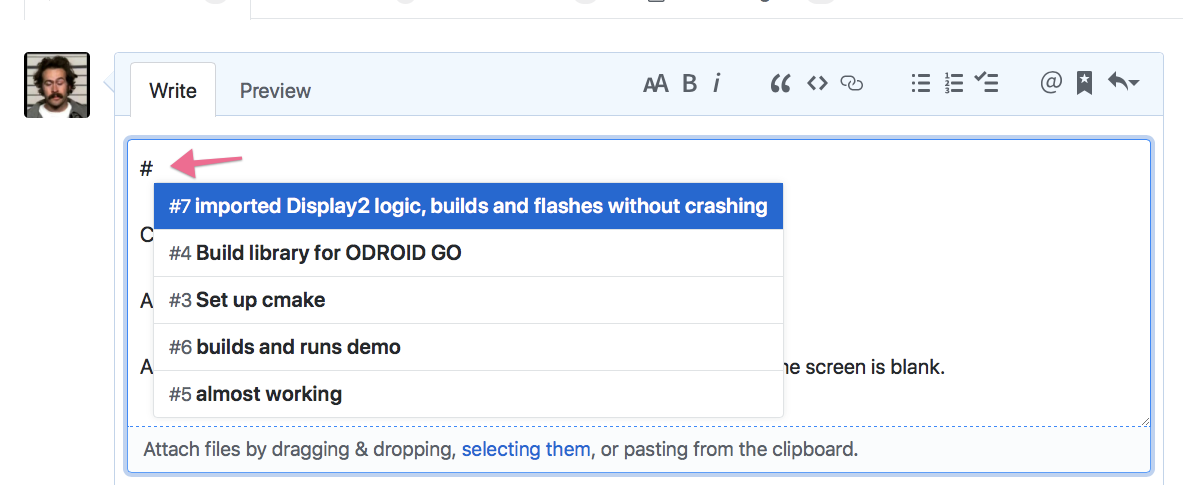 Write Preview AA B i @
#
#7 imported Display2 logic, builds and flashes without crashing
C
#4 Build library for ODROID GO
A #3 Set up cmake
#6 builds and runs demo
A he screen is blank.
#5 almost working
Attach files by dragging & dropping, selecting them, or pasting from the clipboard.